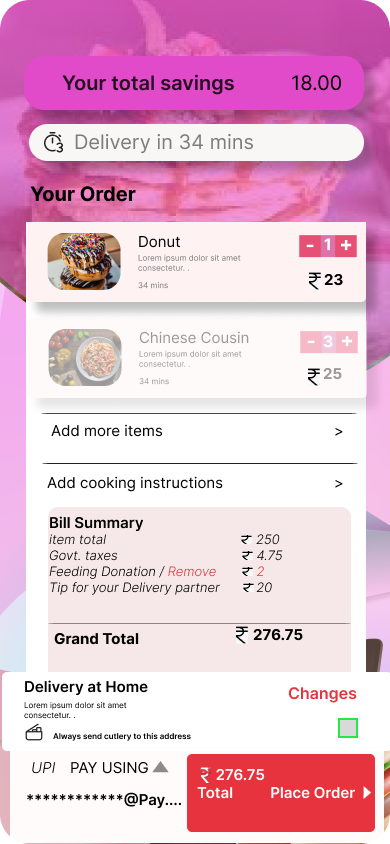 Your total savings 18.00
Delivery in 34 mins
Your Order
Donut
Lorem ipsum dolor sit amet
consectetur. .
34 mins
- 1 +
₹ 23
Chinese Cousin
Lorem ipsum dolor sit amet
consectetur. .
34 mins
- 3 +
₹ 25
Add more items >
Add cooking instructions >
Bill Summary
item total ₹ 250
Govt. taxes ₹ 4.75
Feeding Donation / Remove ₹ 2
Tip for your Delivery partner ₹ 20
Grand Total ₹ 276.75
Delivery at Home
Changes
Lorem ipsum dolor sit amet
consectetur. .
Always send cutlery to this address
UPI PAY USING
************@Pay....
₹ 276.75
Total Place Order